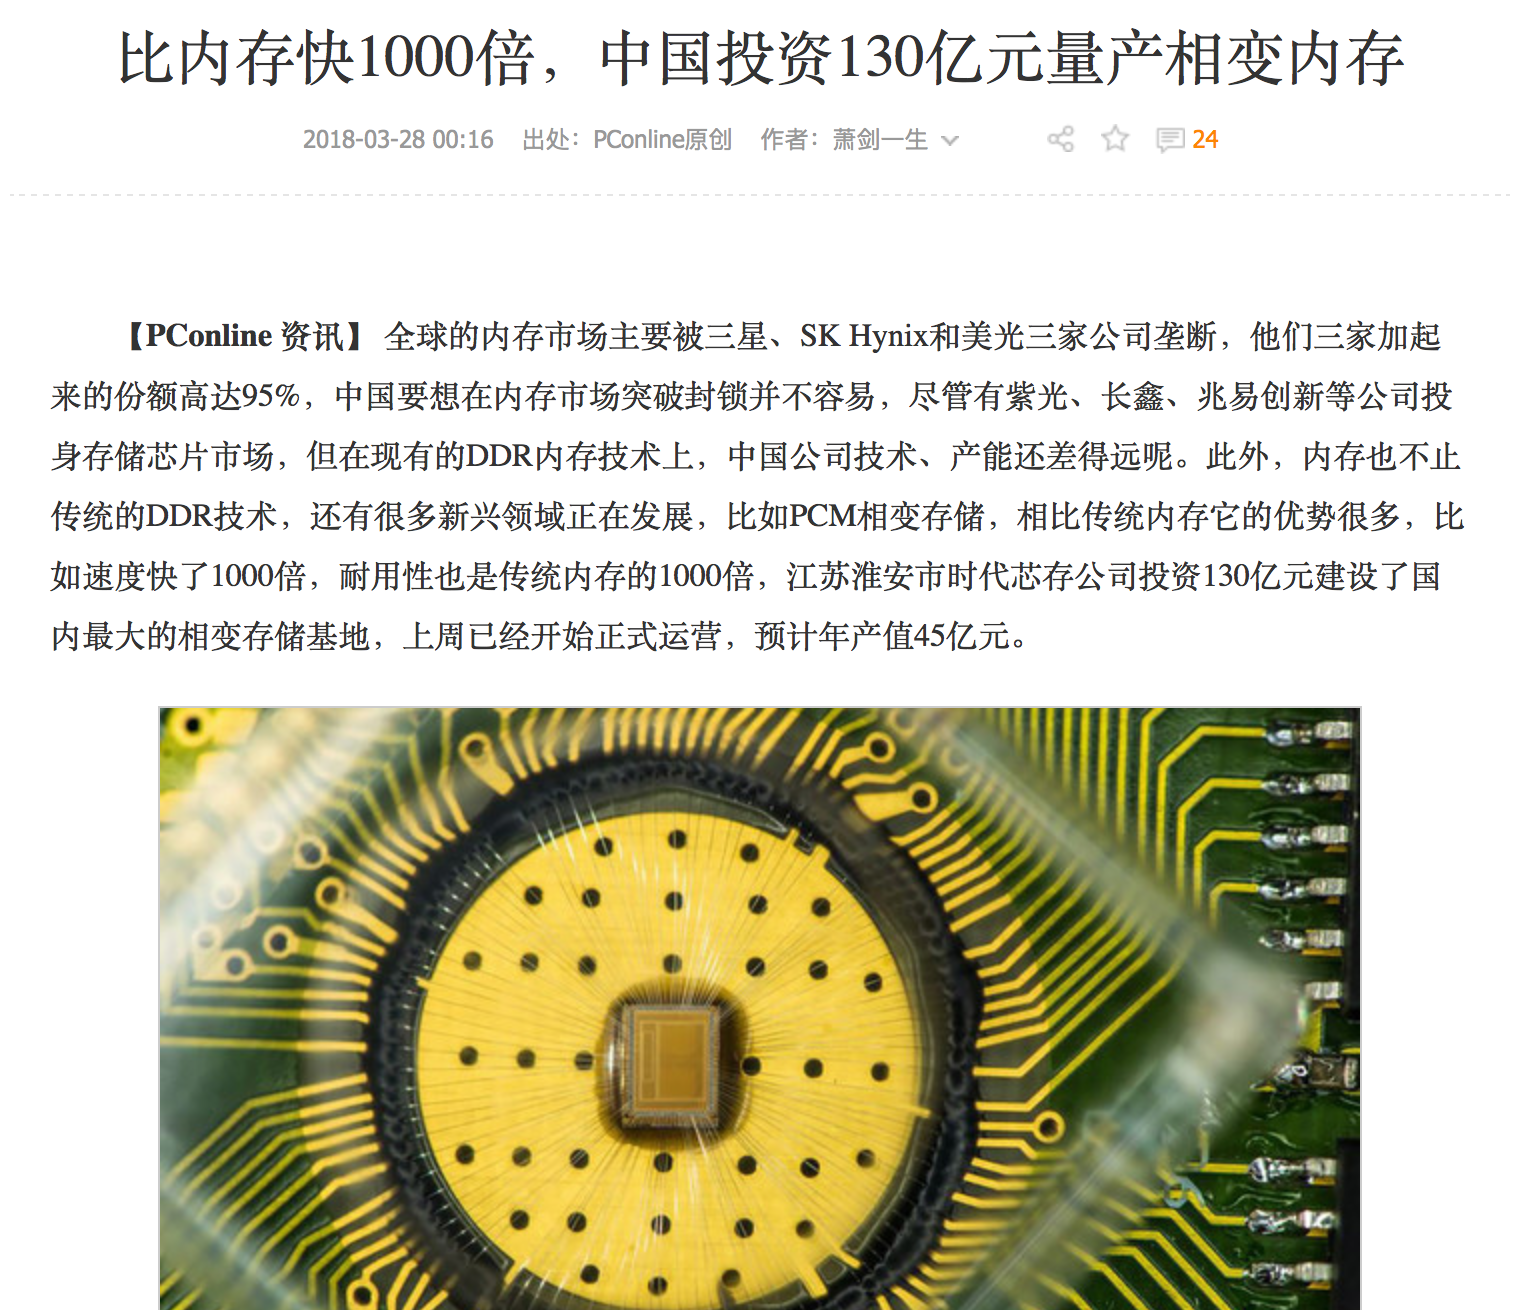 比内存快1000倍，中国投资130亿元量产相变内存
2018-03-28 00:16 出处：PConline原创 作者：萧剑一生 24
【PConline 资讯】 全球的内存市场主要被三星、SK Hynix和美光三家公司垄断，他们三家加起
来的份额高达95%，中国要想在内存市场突破封锁并不容易，尽管有紫光、长鑫、兆易创新等公司投
身存储芯片市场，但在现有的DDR内存技术上，中国公司技术、产能还差得远呢。此外，内存也不止
传统的DDR技术，还有很多新兴领域正在发展，比如PCM相变存储，相比传统内存它的优势很多，比
如速度快了1000倍，耐用性也是传统内存的1000倍，江苏淮安市时代芯存公司投资130亿元建设了国
内最大的相变存储基地，上周已经开始正式运营，预计年产值45亿元。